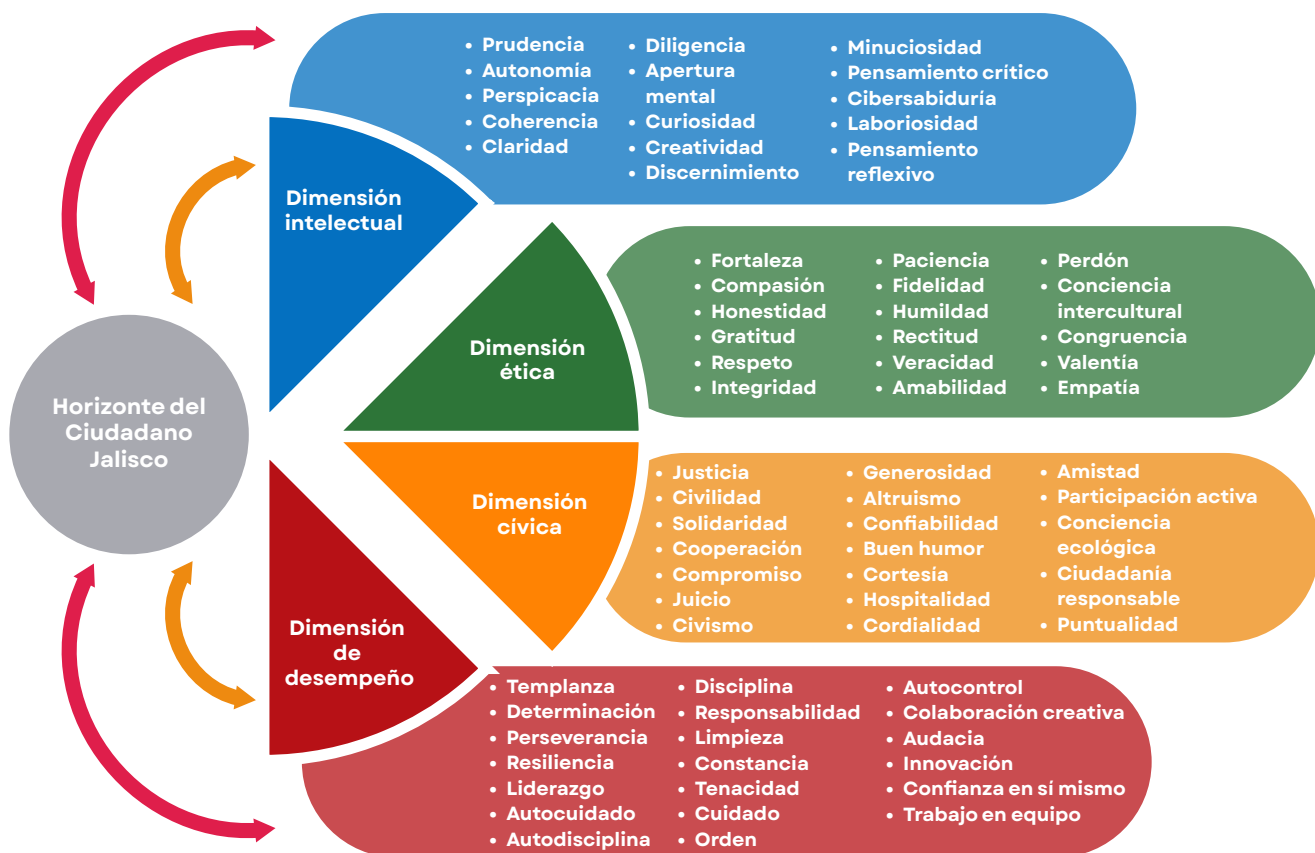 • Prudencia
• Autonomía
• Perspicacia
• Coherencia
• Claridad
• Diligencia
• Apertura
mental
• Curiosidad
• Creatividad
• Discernimiento
• Minuciosidad
• Pensamiento crítico
• Cibersabiduría
• Laboriosidad
• Pensamiento
reflexivo
Dimensión
intelectual
• Fortaleza
• Compasión
• Honestidad
• Gratitud
• Respeto
• Integridad
• Paciencia
• Fidelidad
• Humildad
• Rectitud
• Veracidad
• Amabilidad
• Perdón
• Conciencia
intercultural
• Congruencia
• Valentía
• Empatía
Dimensión
ética
Horizonte del
Ciudadano
Jalisco
Dimensión
cívica
• Justicia
• Civilidad
• Solidaridad
• Cooperación
• Compromiso
• Juicio
• Civismo
• Generosidad
• Altruismo
• Confiabilidad
• Buen humor
• Cortesía
• Hospitalidad
• Cordialidad
• Amistad
• Participación activa
• Conciencia
ecológica
• Ciudadanía
responsable
• Puntualidad
Dimensión
de
desempeño
• Templanza
• Determinación
• Perseverancia
• Resiliencia
• Liderazgo
• Autocuidado
• Autodisciplina
• Disciplina
• Responsabilidad
• Limpieza
• Constancia
• Tenacidad
• Cuidado
• Orden
• Autocontrol
• Colaboración creativa
• Audacia
• Innovación
• Confianza en sí mismo
• Trabajo en equipo